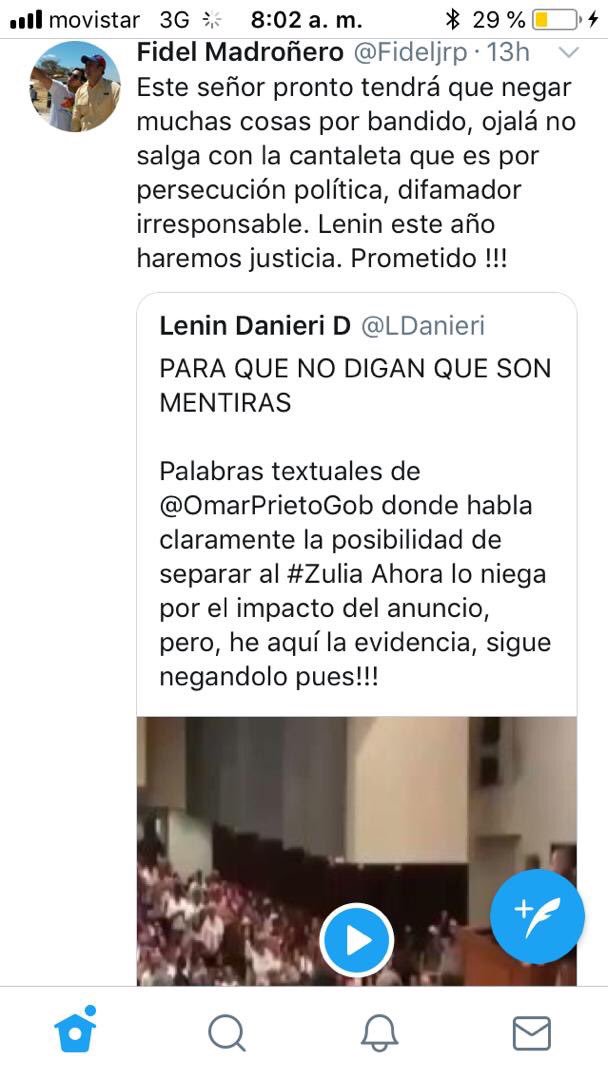 movistar 3G 8:02 a. m. 29 %
Fidel Madroñero @Fideljrp · 13h
Este señor pronto tendrá que negar
muchas cosas por bandido, ojalá no
salga con la cantaleta que es por
persecución política, difamador
irresponsable. Lenin este año
haremos justicia. Prometido !!!
Lenin Danieri D @LDanieri
PARA QUE NO DIGAN QUE SON
MENTIRAS
Palabras textuales de
@OmarPrietoGob donde habla
claramente la posibilidad de
separar al #Zulia Ahora lo niega
por el impacto del anuncio,
pero, he aquí la evidencia, sigue
negandolo pues!!!